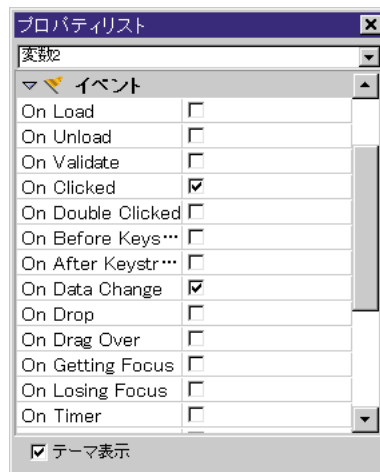 プロパティリスト
変数2
イベント
On Load
On Unload
On Validate
On Clicked
On Double Clicked
On Before Keys…
On After Keystr…
On Data Change
On Drop
On Drag Over
On Getting Focus
On Losing Focus
On Timer
テーマ表示